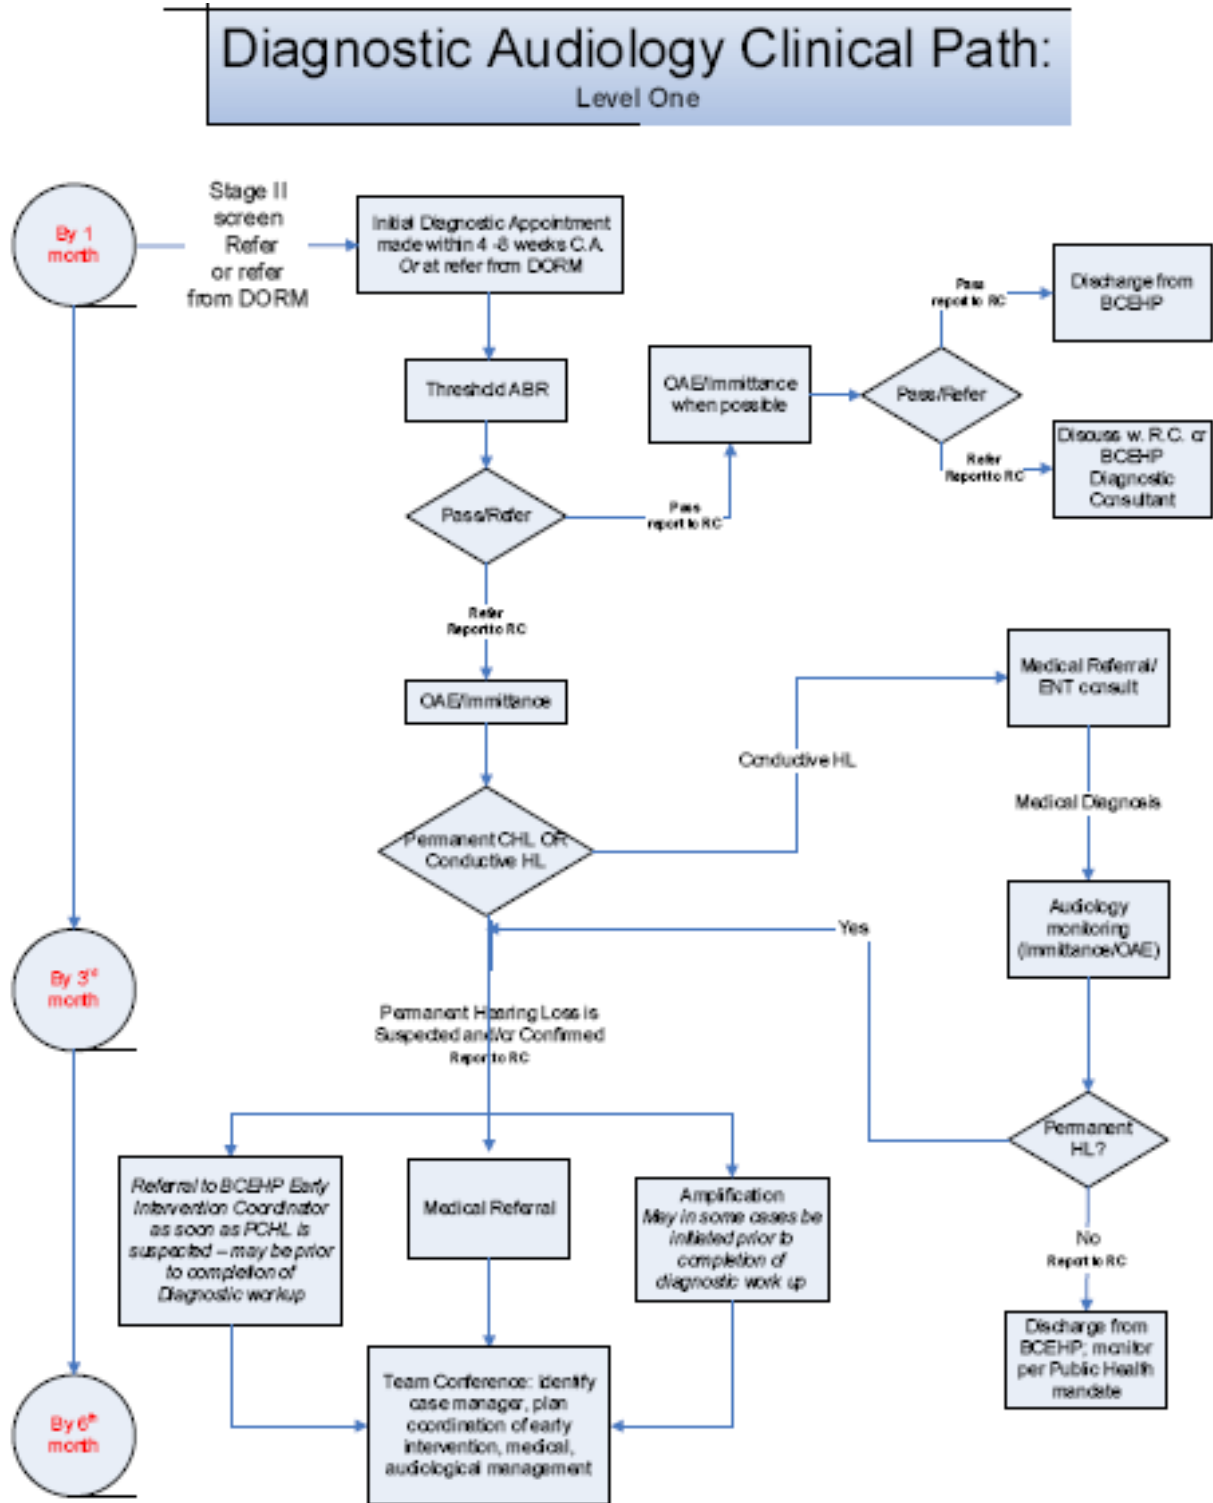 Diagnostic Audiology Clinical Path:
Level One
By 1
month
Stage II
screen
Refer
or refer
from DORM
Initial Diagnostic Appointment
made within 4 -8 weeks C.A.
Or at refer from DORM
Threshold ABR
Pass/Refer
Pass
report to RC
OAE/Immittance
when possible
Pass/Refer
Pass
report to RC
Discharge from
BCEHP
Refer
Report to RC
Discuss w. R.C. or
BCEHP
Diagnostic
Consultant
Refer
Report to RC
OAE/Immittance
Permanent CHL OR
Conductive HL
Conductive HL
Medical Referral/
ENT consult
Medical Diagnosis
Audiology
monitoring
(Immittance/OAE)
Yes
By 3rd
month
Permanent Hearing Loss is
Suspected and/or Confirmed
Report to RC
Permanent
HL?
No
Report to RC
Discharge from
BCEHP; monitor
per Public Health
mandate
Referral to BCEHP Early
Intervention Coordinator
as soon as PCHL is
suspected – may be prior
to completion of
Diagnostic workup
Medical Referral
Amplification
May in some cases be
initiated prior to
completion of
diagnostic work up
By 6th
month
Team Conference: Identify
case manager, plan
coordination of early
intervention, medical,
audiological management